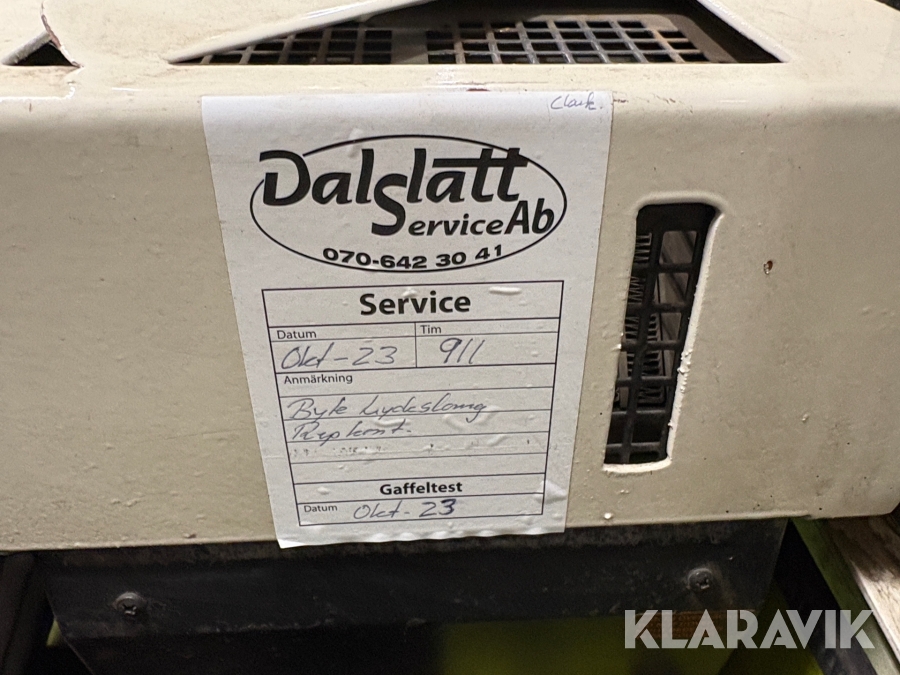 Clark.
Dalslatt
Service Ab
070-642 30 41
Service
Datum
Tim
Okt-23
911
Anmärkning
Byte
Gaffeltest
Datum
Okt-23
KLARAVIK